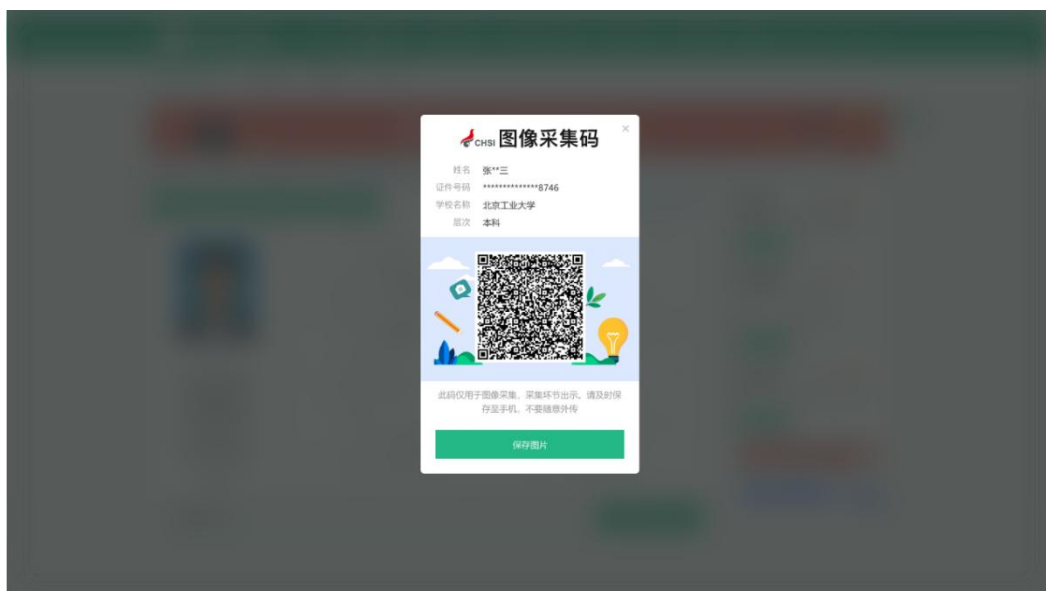 CHSI 图像采集码
×
姓名 张**三
证件号码 **************8746
学校名称 北京工业大学
层次 本科
此码仅用于图像采集，采集环节出示。请及时保
存至手机，不要随意外传
保存图片